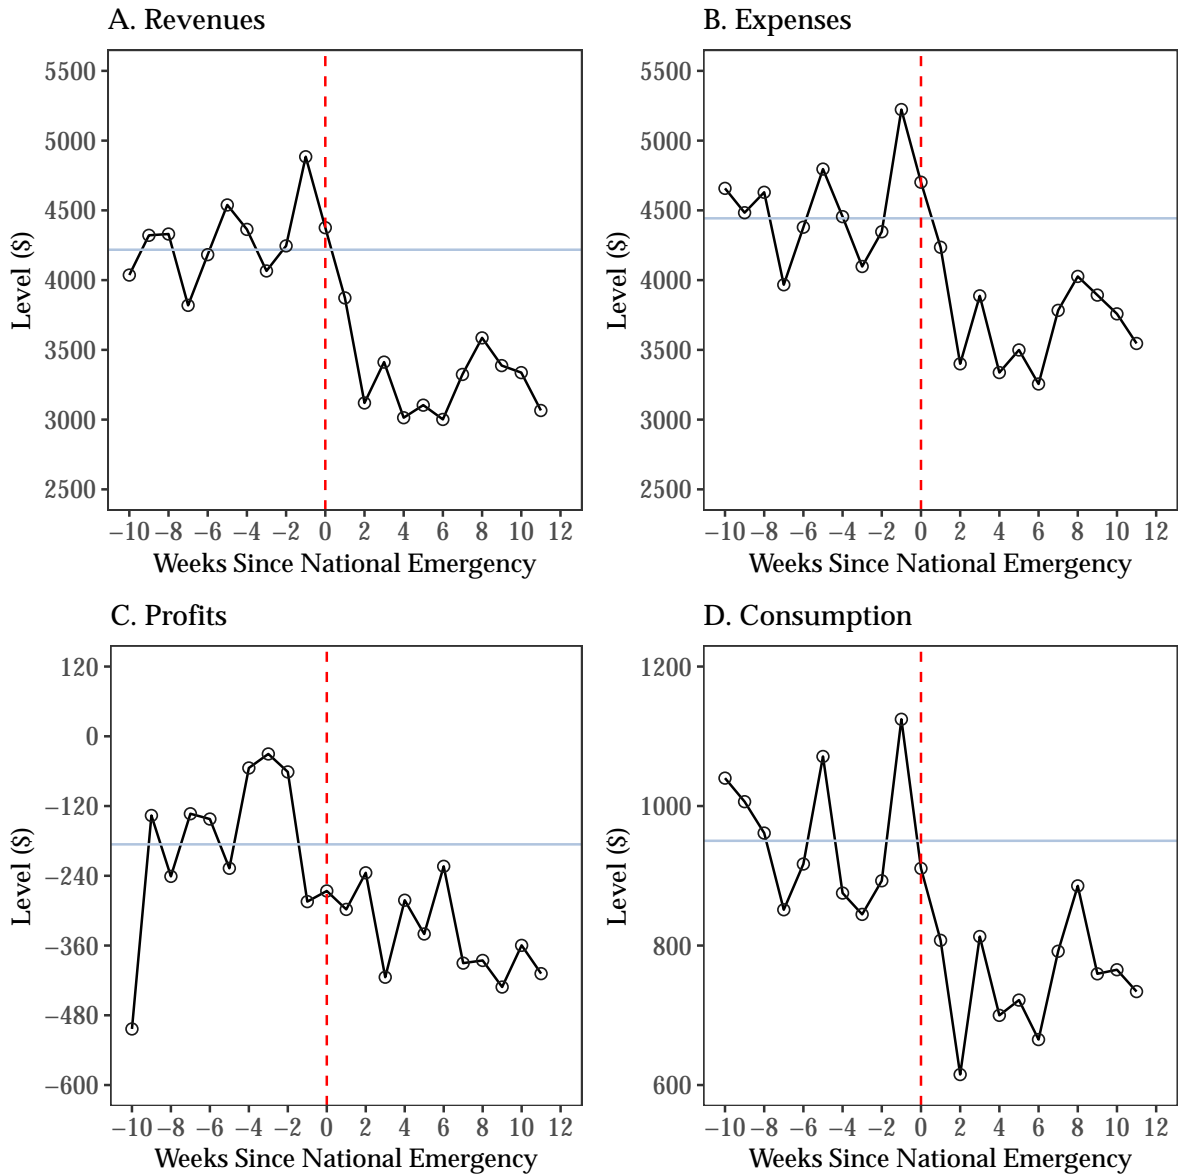 A. Revenues
Level ($)
5500
5000
4500
4000
3500
3000
2500
−10 −8 −6 −4 −2 0 2 4 6 8 10 12
Weeks Since National Emergency
B. Expenses
Level ($)
5500
5000
4500
4000
3500
3000
2500
−10 −8 −6 −4 −2 0 2 4 6 8 10 12
Weeks Since National Emergency
C. Profits
Level ($)
120
0
−120
−240
−360
−480
−600
−10 −8 −6 −4 −2 0 2 4 6 8 10 12
Weeks Since National Emergency
D. Consumption
Level ($)
1200
1000
800
600
−10 −8 −6 −4 −2 0 2 4 6 8 10 12
Weeks Since National Emergency